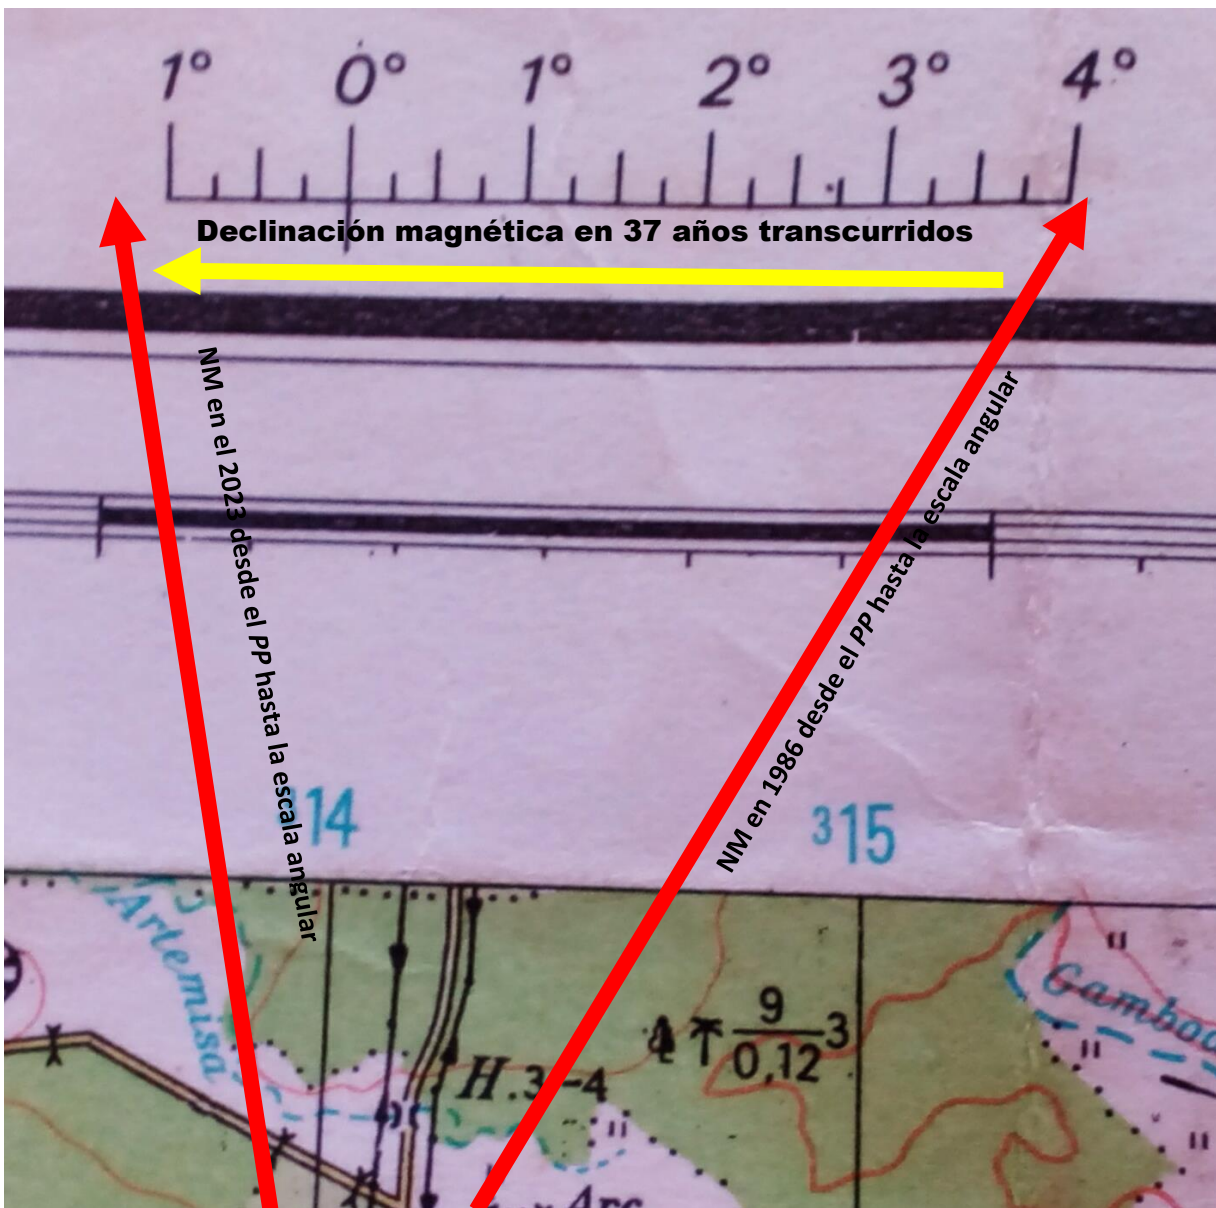 1° 0° 1° 2° 3° 4°
Declinación magnética en 37 años transcurridos
NM en el 2023 desde el PP hasta la escala angular
NM en 1986 desde el PP hasta la escala angular
14
³15
Artemisa
9
0,12
3
H.3-4